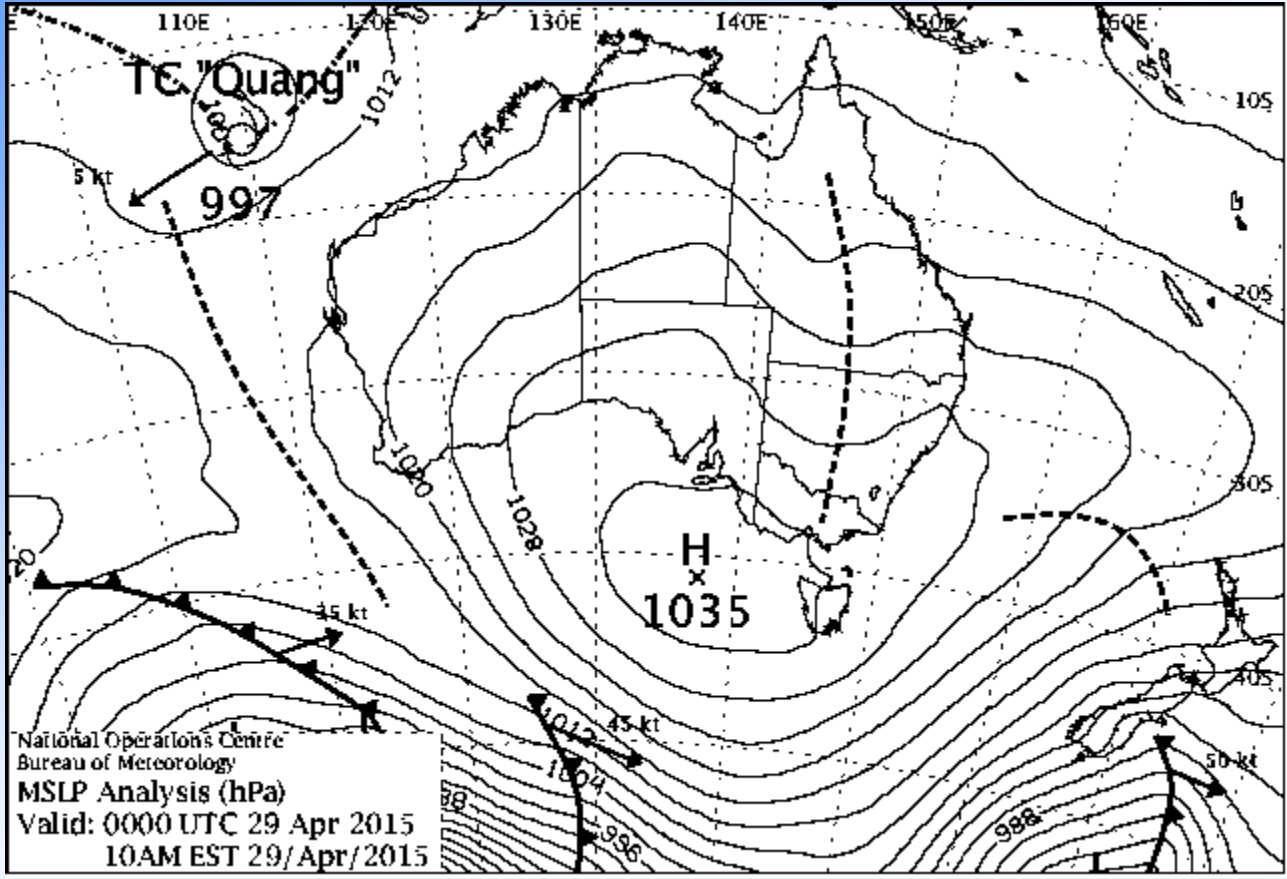 110E
120E
130E
140E
150E
160E
TC "Quang"
1012
10S
5 kt
997
20S
1020
30S
1028
H
1035
20
35 kt
40S
1012
45 kt
50 kt
1004
988
996
L
National Operations Centre
Bureau of Meteorology
MSLP Analysis (hPa)
Valid: 0000 UTC 29 Apr 2015
10AM EST 29/Apr/2015